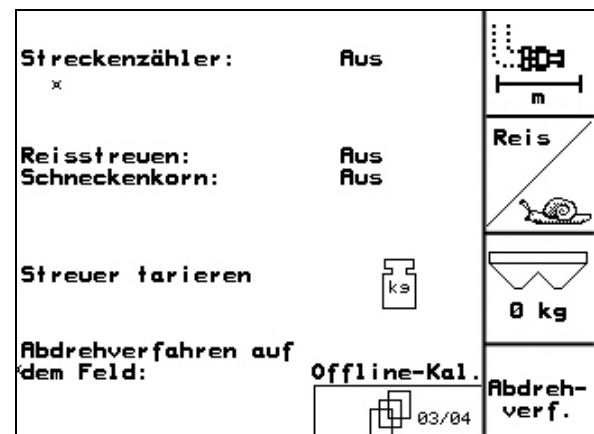 Streckenzähler: Aus
m
Reisstreuen: Aus
Schneckenkorn: Aus
Reis
Streuer tarieren
kg
0 kg
Abdrehverfahren auf
dem Feld: Offline-Kal.
03/04
Abdreh-
verf.